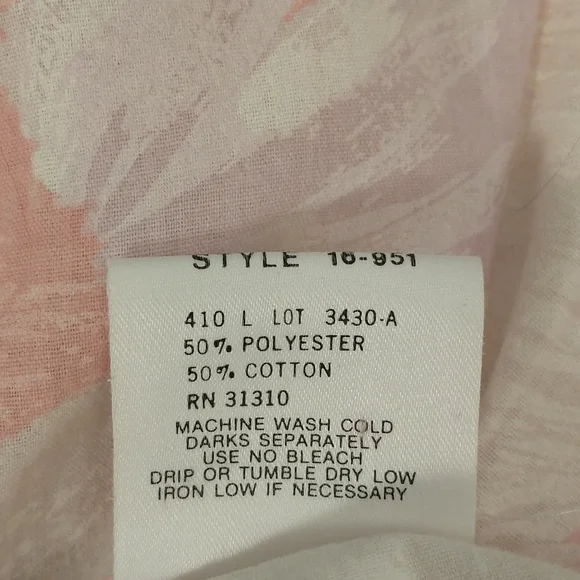 STYLE 16-951
410 L LOT 3430-A
50% POLYESTER
50% COTTON
RN 31310
MACHINE WASH COLD
DARKS SEPARATELY
USE NO BLEACH
DRIP OR TUMBLE DRY LOW
IRON LOW IF NECESSARY